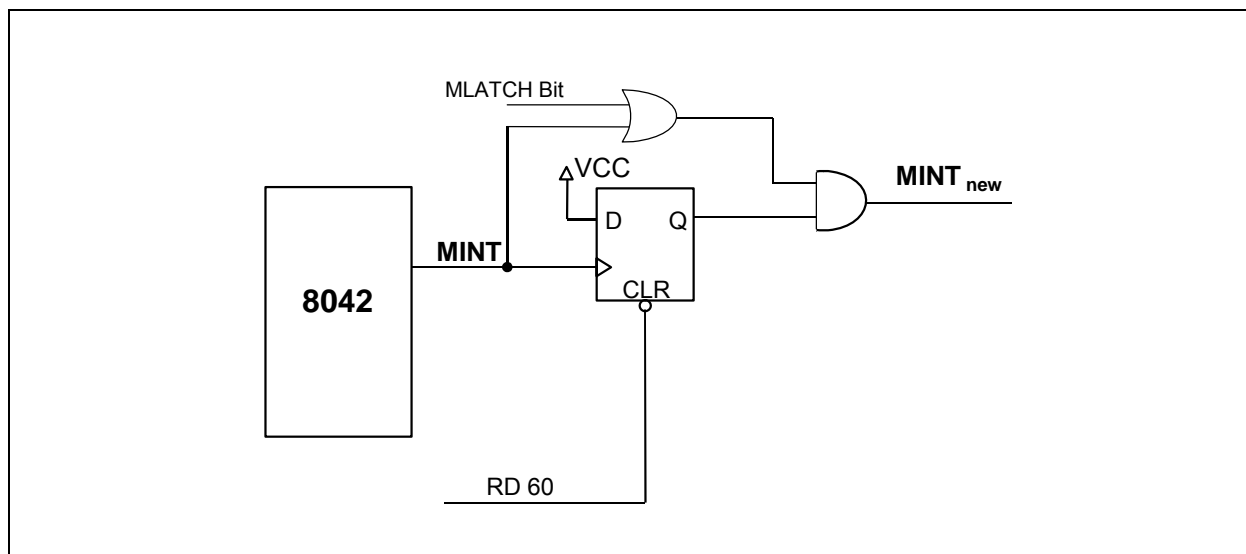 MLATCH Bit
VCC
D Q
MINT
CLR
8042
MINT new
RD 60